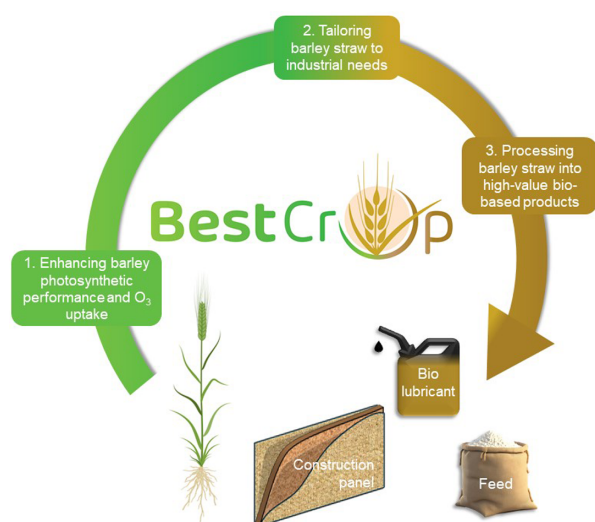 2. Tailoring
barley straw to
industrial needs
3. Processing
barley straw into
high-value bio-
based products
BestCrop
1. Enhancing barley
photosynthetic
performance and O₃
uptake
Bio
lubricant
Construction
panel
Feed